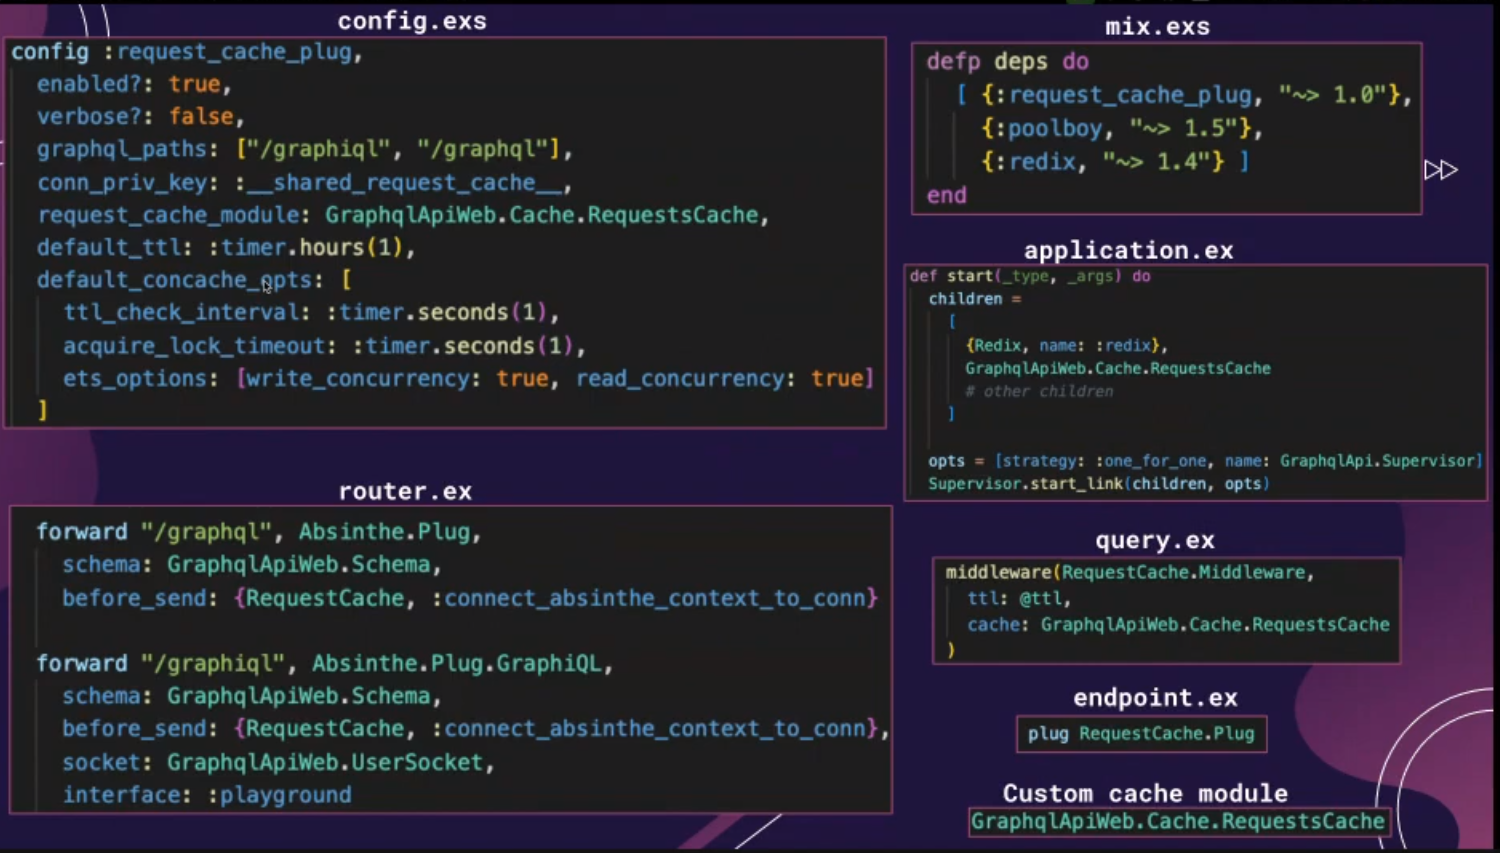 config.exs
config :request_cache_plug,
enabled?: true,
verbose?: false,
graphql_paths: ["/graphiql", "/graphql"],
conn_priv_key: :__shared_request_cache__,
request_cache_module: GraphqlApiWeb.Cache.RequestsCache,
default_ttl: :timer.hours(1),
default_concache_opts: [
ttl_check_interval: :timer.seconds(1),
acquire_lock_timeout: :timer.seconds(1),
ets_options: [write_concurrency: true, read_concurrency: true]
]
router.ex
forward "/graphql", Absinthe.Plug,
schema: GraphqlApiWeb.Schema,
before_send: {RequestCache, :connect_absinthe_context_to_conn}
forward "/graphiql", Absinthe.Plug.GraphiQL,
schema: GraphqlApiWeb.Schema,
before_send: {RequestCache, :connect_absinthe_context_to_conn},
socket: GraphqlApiWeb.UserSocket,
interface: :playground
mix.exs
defp deps do
[ {:request_cache_plug, "~> 1.0"},
{:poolboy, "~> 1.5"},
{:redix, "~> 1.4"} ]
end
application.ex
def start(_type, _args) do
children =
[
{Redix, name: :redix},
GraphqlApiWeb.Cache.RequestsCache
# other children
]
opts = [strategy: :one_for_one, name: GraphqlApi.Supervisor]
Supervisor.start_link(children, opts)
query.ex
middleware(RequestCache.Middleware,
ttl: @ttl,
cache: GraphqlApiWeb.Cache.RequestsCache
)
endpoint.ex
plug RequestCache.Plug
Custom cache module
GraphqlApiWeb.Cache.RequestsCache